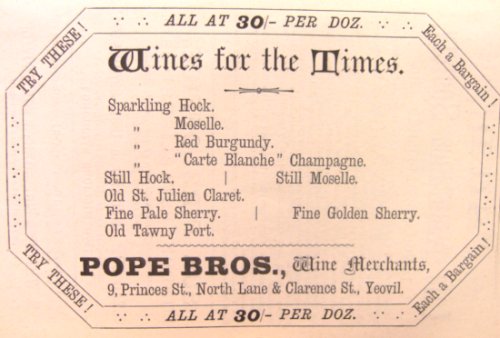 ALL AT 30/- PER DOZ.
TRY THESE!
Each a Bargain!
Wines for the Times.
Sparkling Hock.
„ Moselle.
„ Red Burgundy.
„ "Carte Blanche" Champagne.
Still Hock. | Still Moselle.
Old St. Julien Claret.
Fine Pale Sherry. | Fine Golden Sherry.
Old Tawny Port.
POPE BROS., Wine Merchants,
9, Princes St., North Lane & Clarence St., Yeovil.
TRY THESE!
Each a Bargain!
ALL AT 30/- PER DOZ.